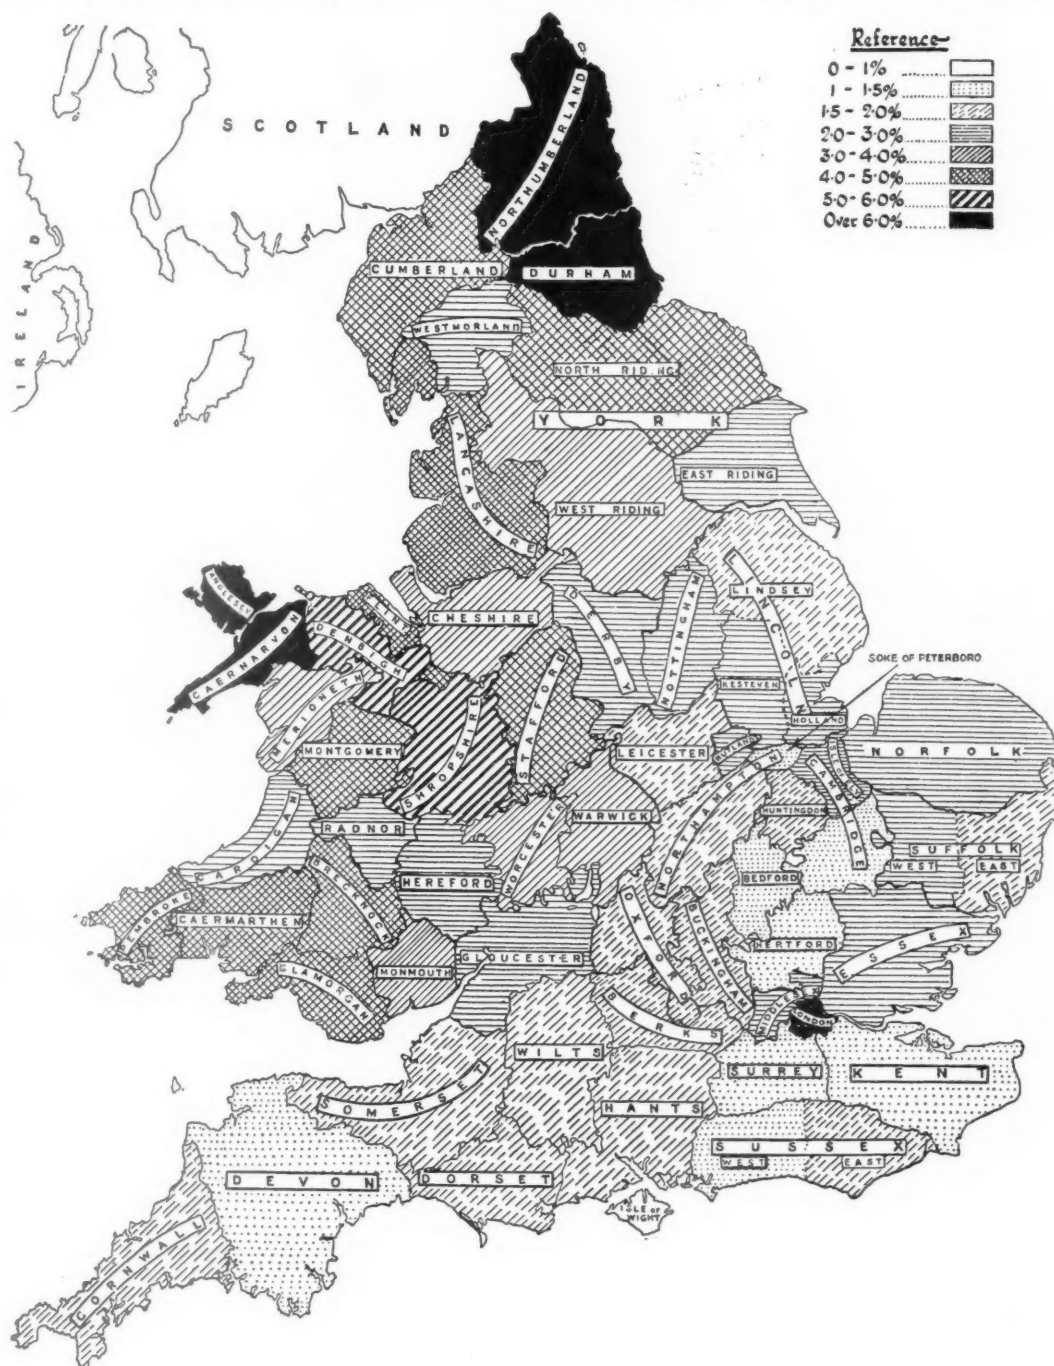 Reference
0 - 1%
1 - 1·5%
1·5 - 2·0%
2·0 - 3·0%
3·0 - 4·0%
4·0 - 5·0%
5·0 - 6·0%
Over 6·0%
SCOTLAND
IRELAND
NORTHUMBERLAND
CUMBERLAND
DURHAM
WESTMORLAND
NORTH RIDING
YORK
LANCASHIRE
EAST RIDING
WEST RIDING
ANGLESEY
CAERNARVON
DENBIGH
CHESHIRE
DERBY
NOTTINGHAM
LINCOLN
LINDSEY
SOKE OF PETERBORO
KESTEVEN
HOLLAND
MERIONETH
MONTGOMERY
SHROPSHIRE
STAFFORD
LEICESTER
RUTLAND
NORFOLK
CARDIGAN
RADNOR
WORCESTER
WARWICK
NORTHAMPTON
HUNTINGDON
CAMBRIDGE
SUFFOLK
WEST
EAST
PEMBROKE
CAERMARTHEN
BRECKNOCK
HEREFORD
BEDFORD
GLAMORGAN
MONMOUTH
GLOUCESTER
OXFORD
BUCKINGHAM
HERTFORD
ESSEX
BERKS
MIDDLESEX
LONDON
SOMERSET
WILTS
HANTS
SURREY
KENT
SUSSEX
WEST
EAST
DEVON
DORSET
ISLE OF
WIGHT
CORNWALL